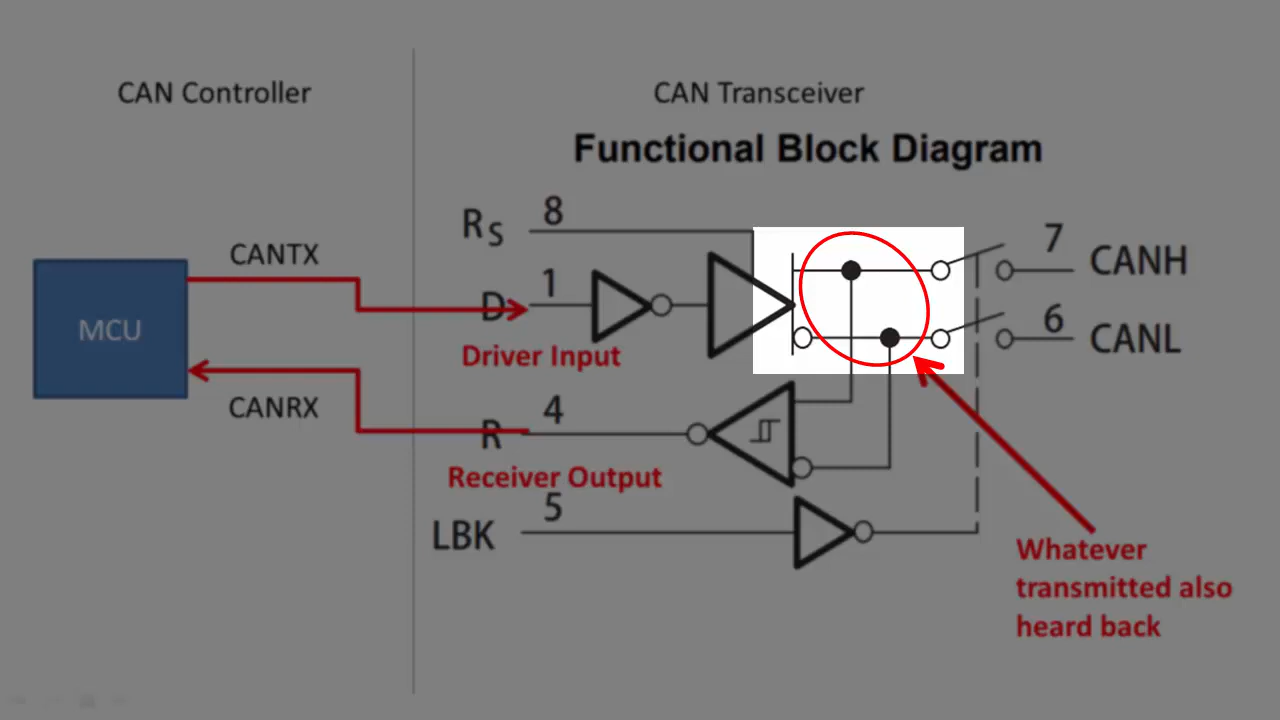 CAN Controller
CAN Transceiver
Functional Block Diagram
RS
8
CANTX
MCU
CANRX
D
1
Driver Input
R
4
Receiver Output
LBK
5
7
CANH
6
CANL
Whatever
transmitted also
heard back